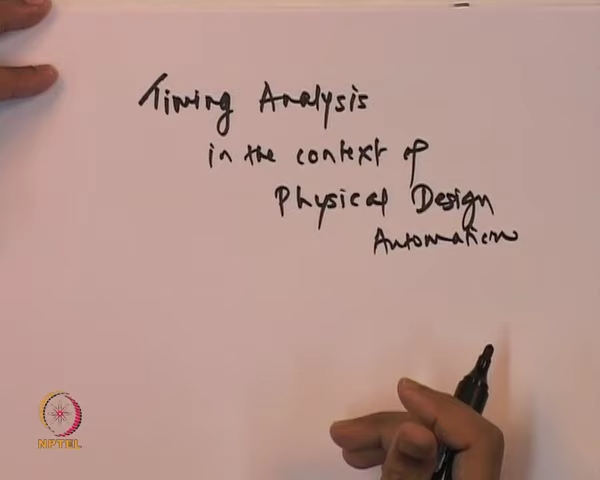 Timing Analysis
in the context of
Physical Design
Automation
NPTEL